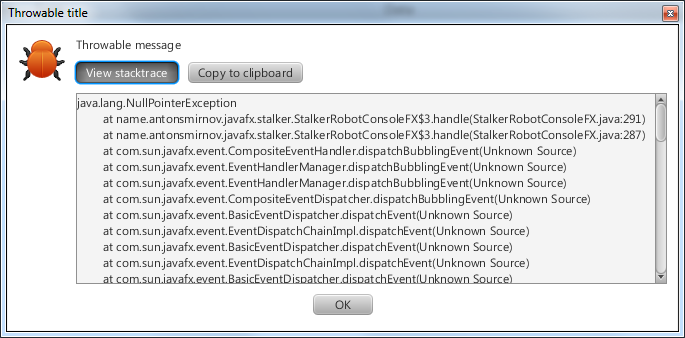 Throwable title
Throwable message
View stacktrace
Copy to clipboard
java.lang.NullPointerException
at name.antonsmirnov.javafx.stalker.StalkerRobotConsoleFX$3.handle(StalkerRobotConsoleFX.java:291)
at name.antonsmirnov.javafx.stalker.StalkerRobotConsoleFX$3.handle(StalkerRobotConsoleFX.java:287)
at com.sun.javafx.event.CompositeEventHandler.dispatchBubblingEvent(Unknown Source)
at com.sun.javafx.event.EventHandlerManager.dispatchBubblingEvent(Unknown Source)
at com.sun.javafx.event.EventHandlerManager.dispatchBubblingEvent(Unknown Source)
at com.sun.javafx.event.CompositeEventDispatcher.dispatchBubblingEvent(Unknown Source)
at com.sun.javafx.event.BasicEventDispatcher.dispatchEvent(Unknown Source)
at com.sun.javafx.event.EventDispatchChainImpl.dispatchEvent(Unknown Source)
at com.sun.javafx.event.BasicEventDispatcher.dispatchEvent(Unknown Source)
at com.sun.javafx.event.EventDispatchChainImpl.dispatchEvent(Unknown Source)
at com.sun.javafx.event.BasicEventDispatcher.dispatchEvent(Unknown Source)
OK